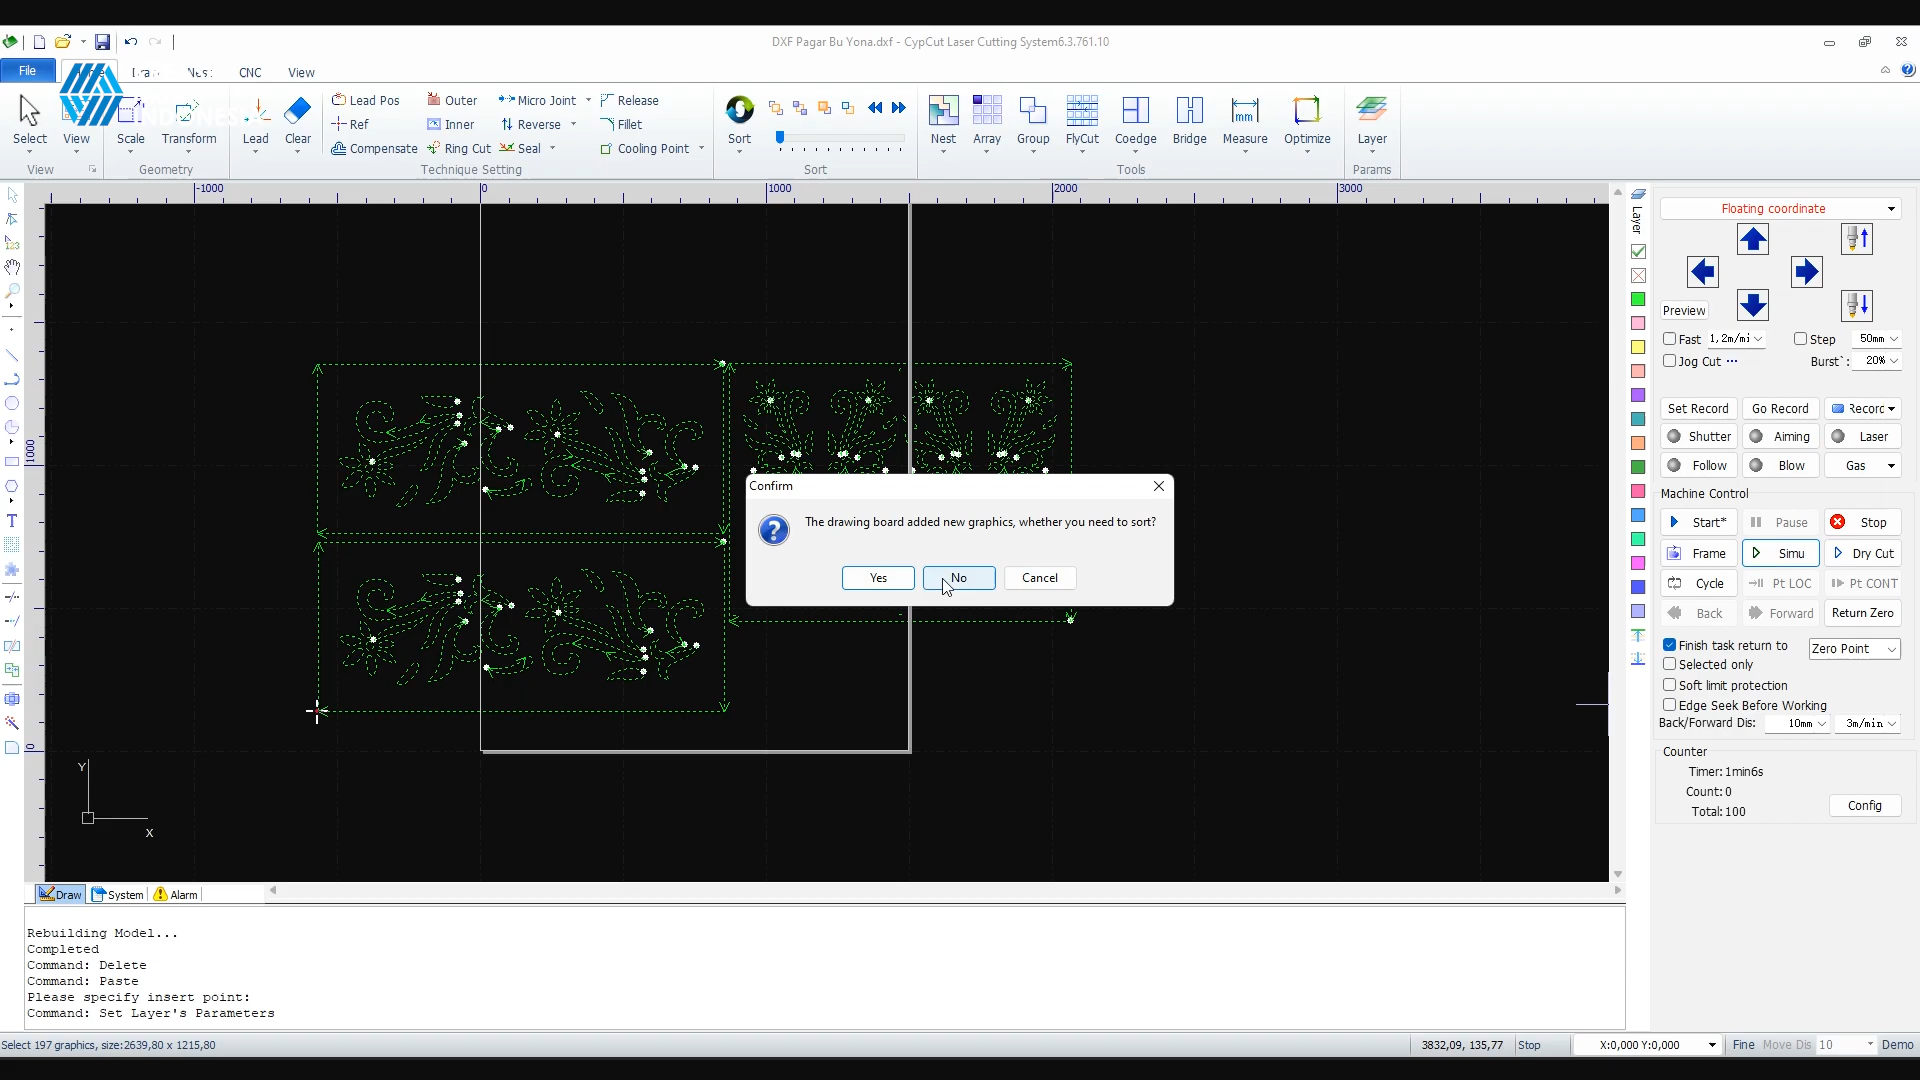 DXF Pagar Bu Yona.dxf - CypCut Laser Cutting System6.3.761.10
File
CNC
View
Select
View
Scale
Transform
Lead
Clear
Lead Pos
Outer
Micro Joint
Release
Ref
Inner
Reverse
Fillet
Compensate
Ring Cut
Seal
Cooling Point
Sort
Nest
Array
Group
FlyCut
Coedge
Bridge
Measure
Optimize
Layer
View
Geometry
Technique Setting
Sort
Tools
Params
-1000
0
1000
2000
3000
1000
0
Y
X
Layer
Confirm
The drawing board added new graphics, whether you need to sort?
Yes
No
Cancel
Floating coordinate
Preview
Fast
1,2m/mi
Step
50mm
Jog Cut
Burst`:
20%
Set Record
Go Record
Record
Shutter
Aiming
Laser
Follow
Blow
Gas
Machine Control
Start*
Pause
Stop
Frame
Simu
Dry Cut
Cycle
Pt LOC
Pt CONT
Back
Forward
Return Zero
Finish task return to
Zero Point
Selected only
Soft limit protection
Edge Seek Before Working
Back/Forward Dis:
10mm
3m/min
Counter
Timer: 1min6s
Count: 0
Total: 100
Config
Draw
System
Alarm
Rebuilding Model...
Completed
Command: Delete
Command: Paste
Please specify insert point:
Command: Set Layer's Parameters
Select 197 graphics, size:2639,80 x 1215,80
3832,09, 135,77
Stop
X:0,000 Y:0,000
Fine
Move Dis
10
Demo